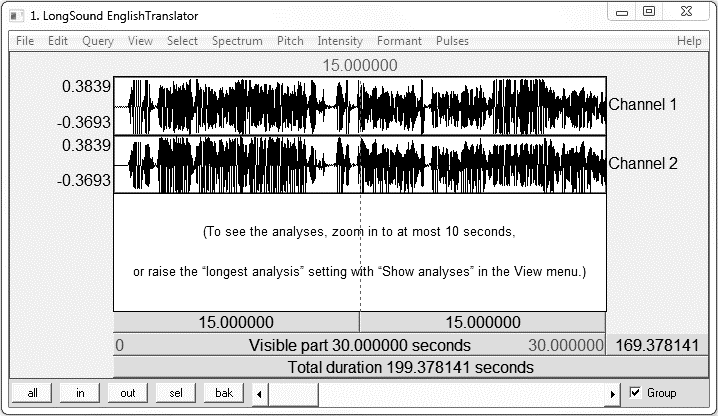 1. LongSound EnglishTranslator
File Edit Query View Select Spectrum Pitch Intensity Formant Pulses Help
15.000000
0.3839
-0.3693
Channel 1
0.3839
-0.3693
Channel 2
(To see the analyses, zoom in to at most 10 seconds,
or raise the “longest analysis” setting with “Show analyses” in the View menu.)
15.000000 15.000000
0 Visible part 30.000000 seconds 30.000000 169.378141
Total duration 199.378141 seconds
all in out sel bak Group